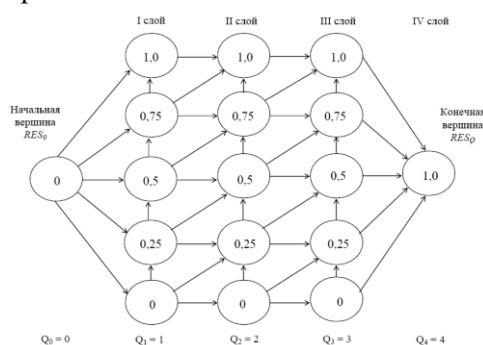 I слой II слой III слой IV слой
1,0 1,0 1,0
Начальная
вершина
RES₀
Конечная
вершина
RES_Q
0,75 0,75 0,75
0 0,5 0,5 0,5 1,0
0,25 0,25 0,25
0 0 0
Q₀ = 0 Q₁ = 1 Q₂ = 2 Q₃ = 3 Q₄ = 4